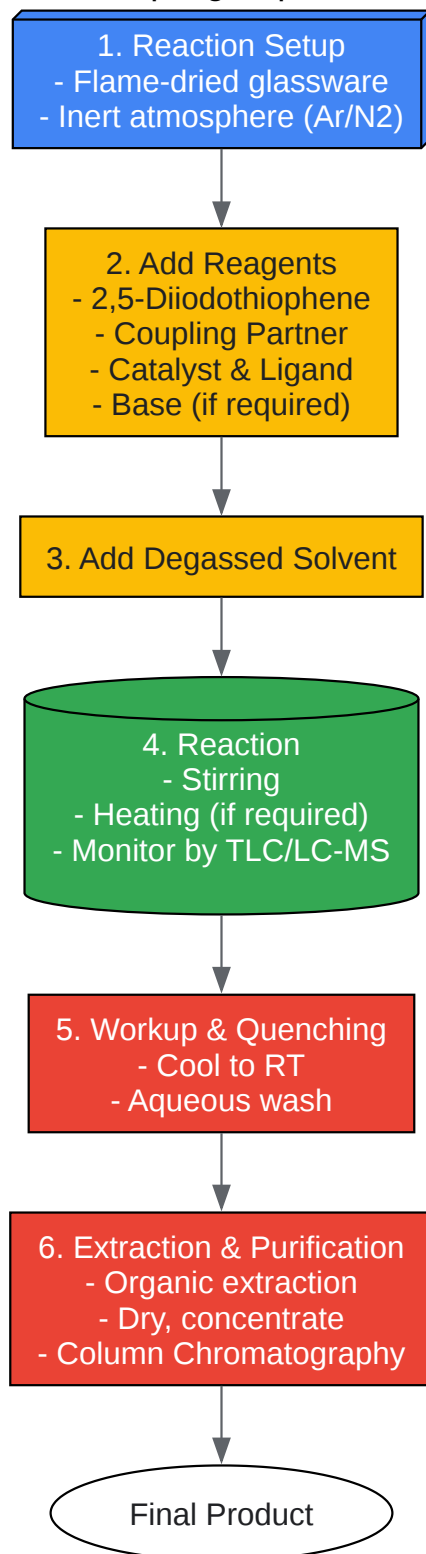 1. Reaction Setup
- Flame-dried glassware
- Inert atmosphere (Ar/N2)
2. Add Reagents
- 2,5-Diiodothiophene
- Coupling Partner
- Catalyst & Ligand
- Base (if required)
3. Add Degassed Solvent
4. Reaction
- Stirring
- Heating (if required)
- Monitor by TLC/LC-MS
5. Workup & Quenching
- Cool to RT
- Aqueous wash
6. Extraction & Purification
- Organic extraction
- Dry, concentrate
- Column Chromatography
Final Product